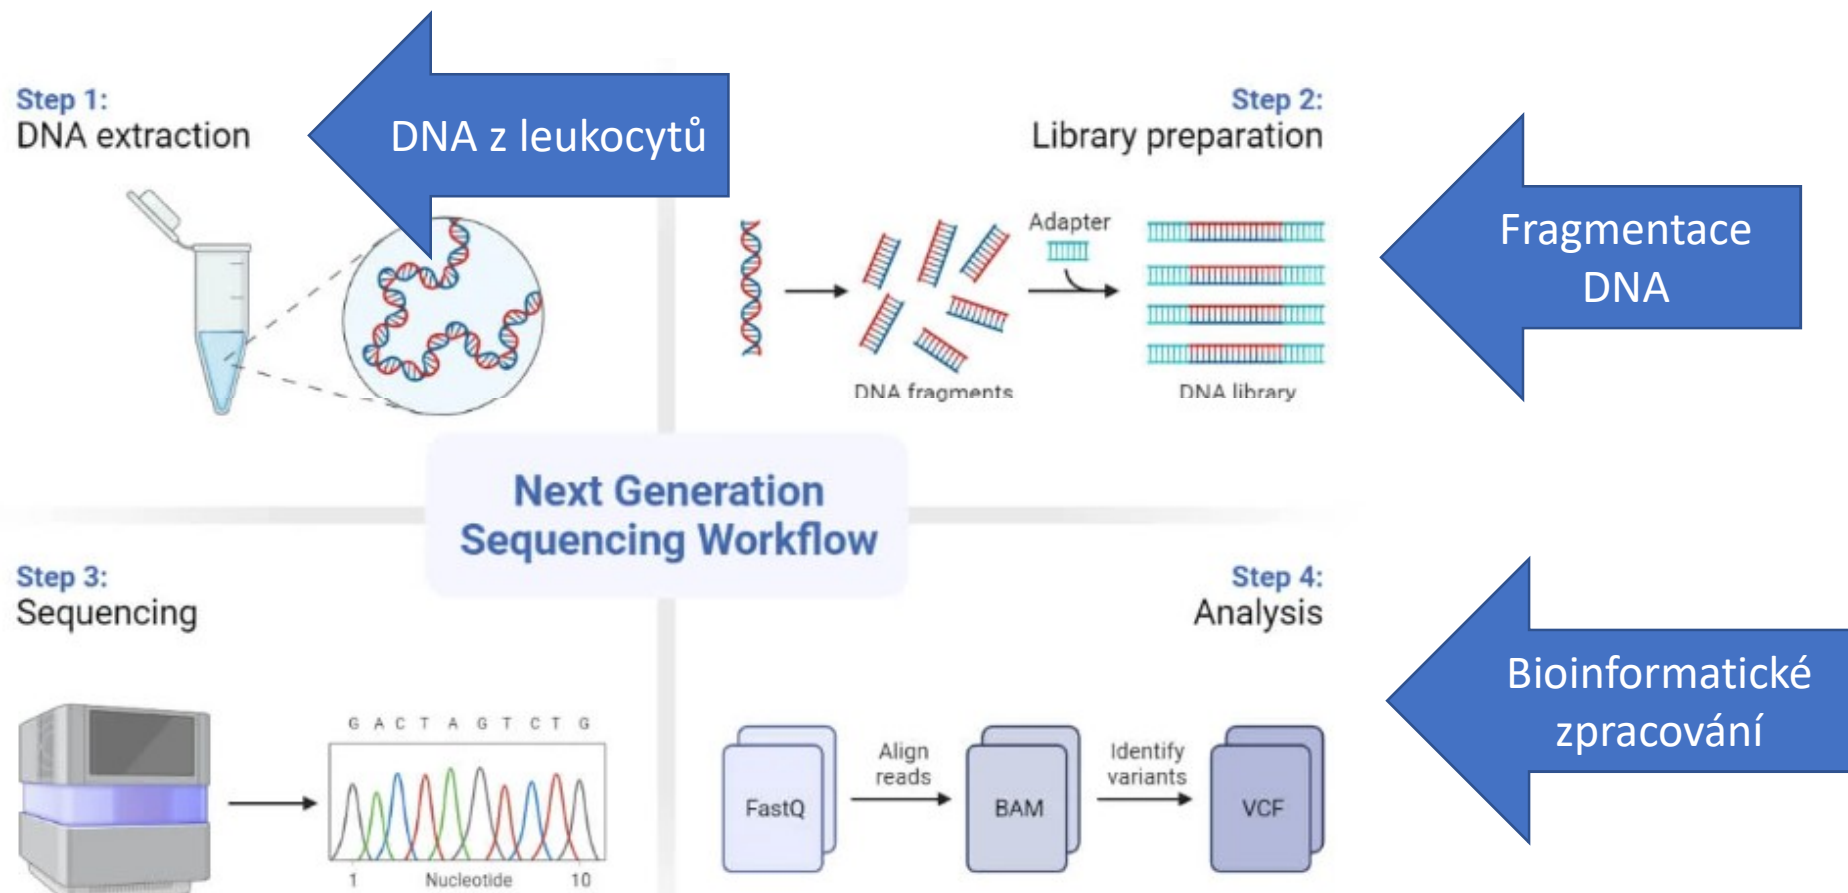 Step 1:
DNA extraction
DNA z leukocytů
Step 2:
Library preparation
Adapter
DNA fragments
DNA library
Fragmentace
DNA
Next Generation
Sequencing Workflow
Step 3:
Sequencing
G A C T A G T C T G
1 Nucleotide 10
Step 4:
Analysis
FastQ
Align
reads
BAM
Identify
variants
VCF
Bioinformatické
zpracování